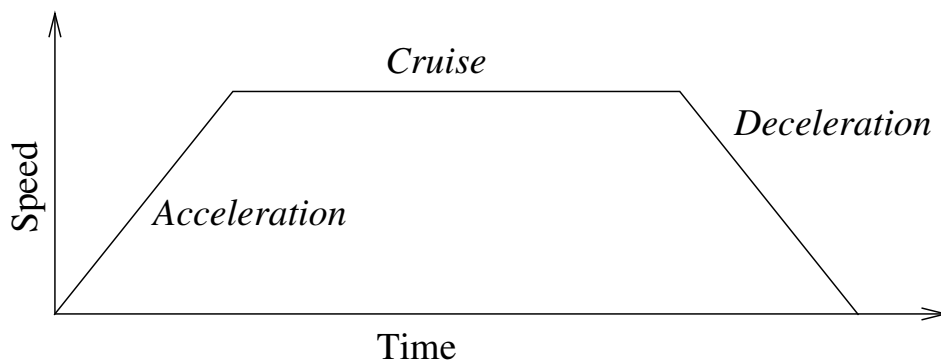 Cruise
Deceleration
Acceleration
Speed
Time